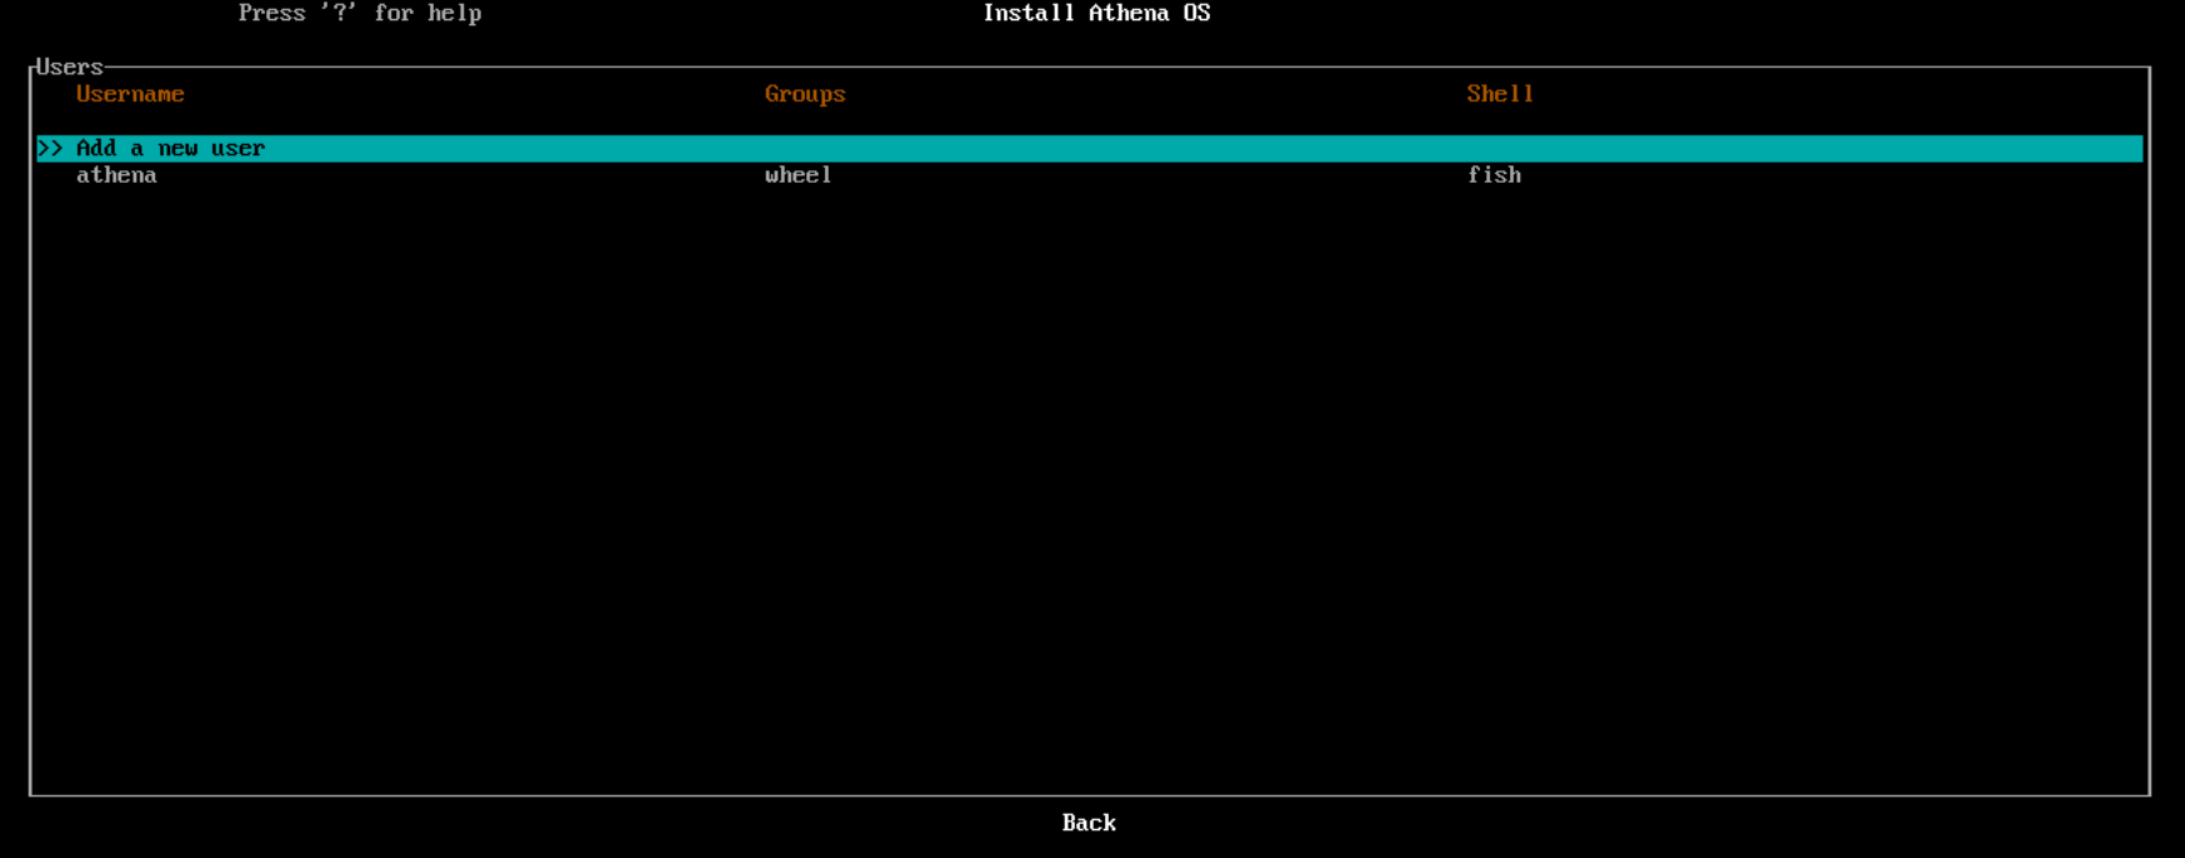 Press '?' for help Install Athena OS
Users
Username Groups Shell
>> Add a new user
athena wheel fish
Back